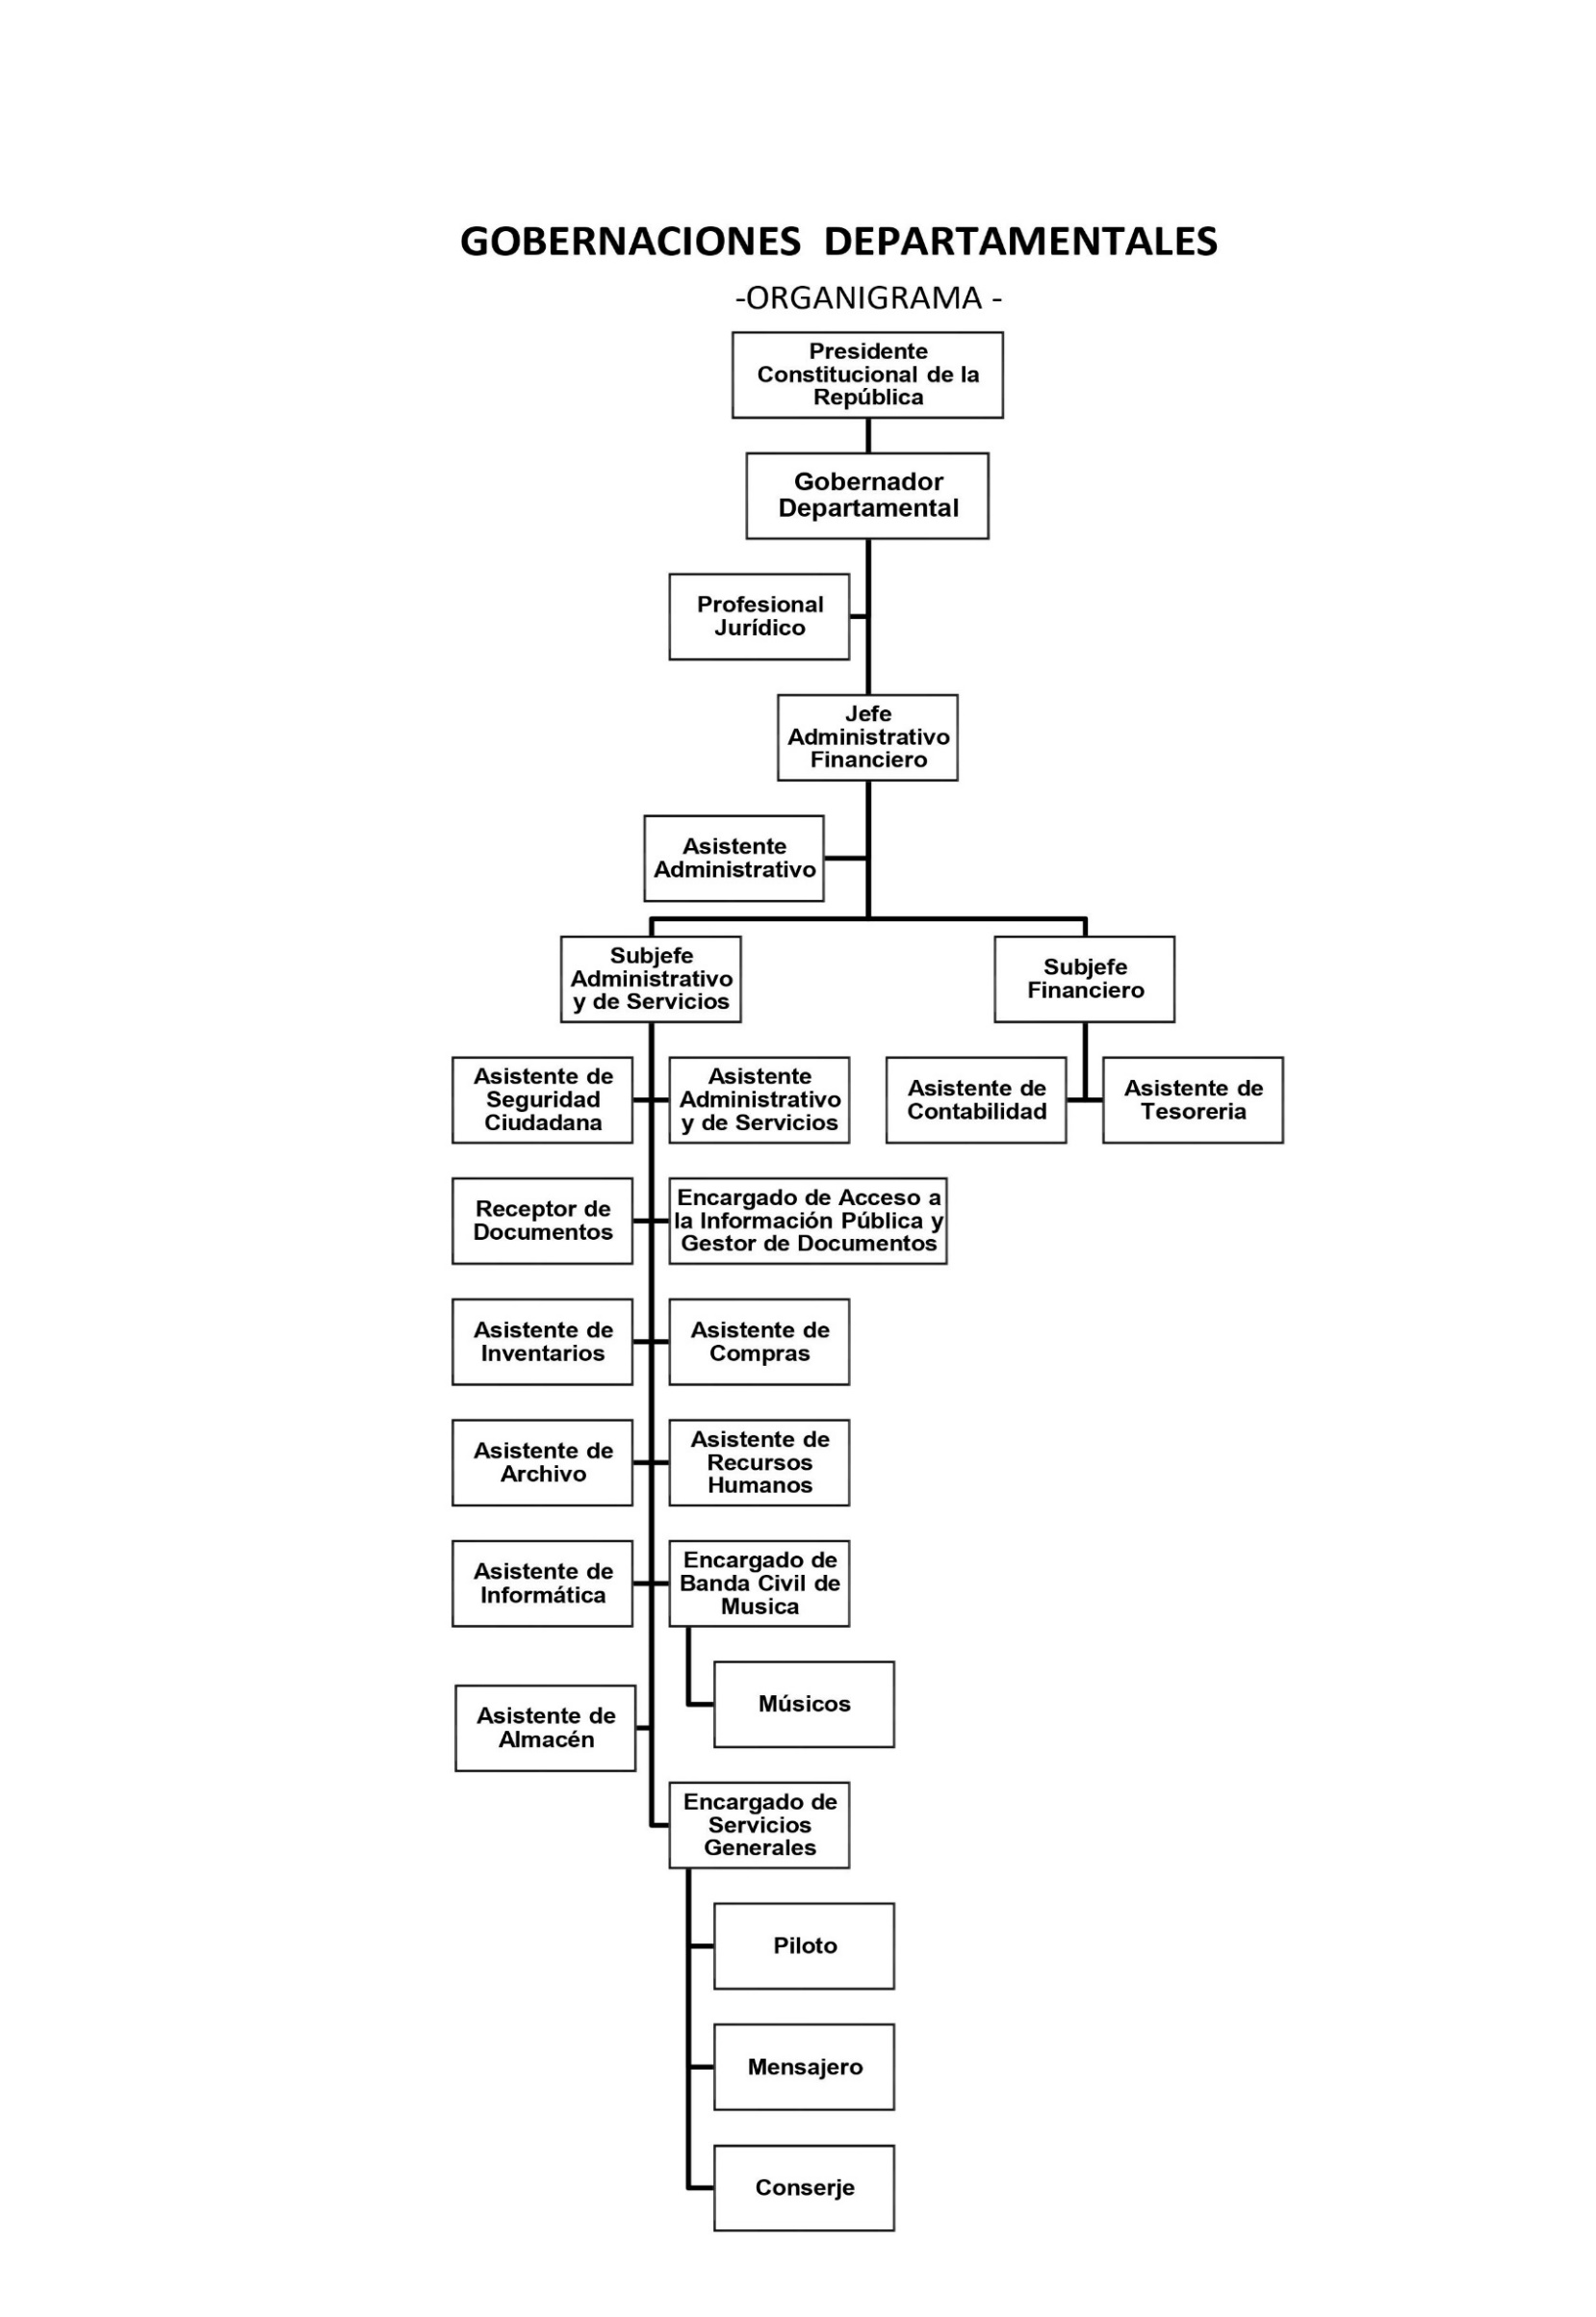 GOBERNACIONES DEPARTAMENTALES
-ORGANIGRAMA -
Presidente
Constitucional de la
República
Gobernador
Departamental
Profesional
Jurídico
Jefe
Administrativo
Financiero
Asistente
Administrativo
Subjefe
Administrativo
y de Servicios
Subjefe
Financiero
Asistente de
Seguridad
Ciudadana
Asistente
Administrativo
y de Servicios
Asistente de
Contabilidad
Asistente de
Tesoreria
Receptor de
Documentos
Encargado de Acceso a
la Información Pública y
Gestor de Documentos
Asistente de
Inventarios
Asistente de
Compras
Asistente de
Archivo
Asistente de
Recursos
Humanos
Asistente de
Informática
Encargado de
Banda Civil de
Musica
Músicos
Asistente de
Almacén
Encargado de
Servicios
Generales
Piloto
Mensajero
Conserje